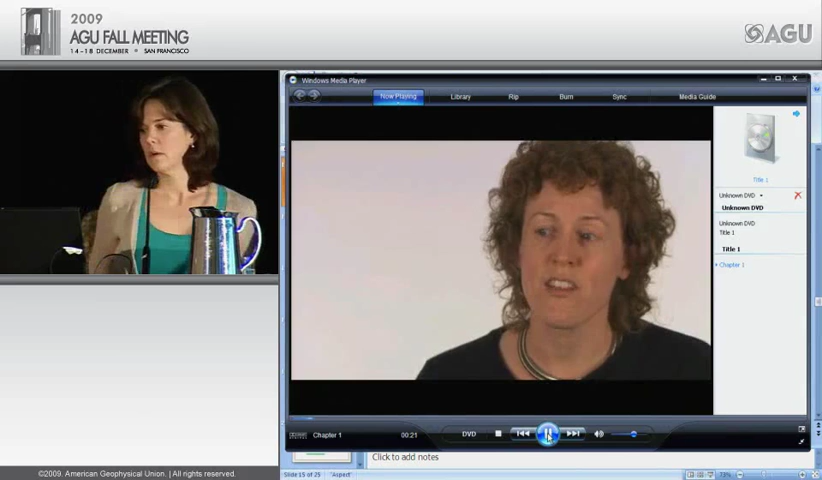 2009
AGU FALL MEETING
14-18 DECEMBER • SAN FRANCISCO
AGU
Windows Media Player
Now Playing
Library
Rip
Burn
Sync
Media Guide
Title 1
Unknown DVD
Unknown DVD
Unknown DVD
Title 1
Title 1
Chapter 1
Chapter 1
00:21
DVD
Click to add notes
Slide 15 of 25
"Aspect"
73%
©2009. American Geophysical Union. | All rights reserved.